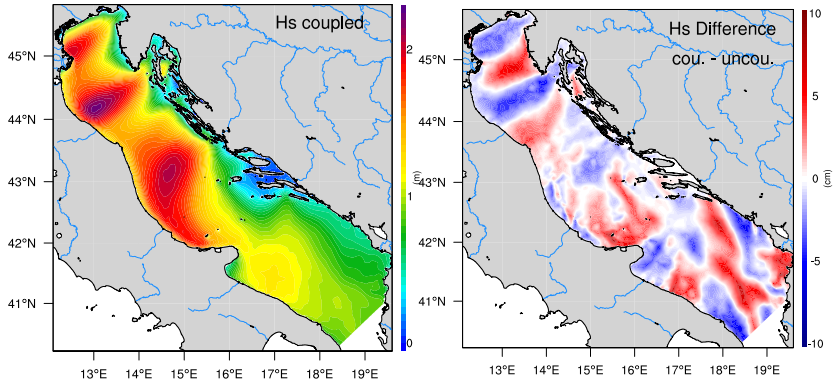 Hs coupled
45°N
44°N
43°N
42°N
41°N
13°E
14°E
15°E
16°E
17°E
18°E
19°E
2
1
0
(m)
Hs Difference
cou. - uncou.
45°N
44°N
43°N
42°N
41°N
13°E
14°E
15°E
16°E
17°E
18°E
19°E
10
5
0
-5
-10
(cm)